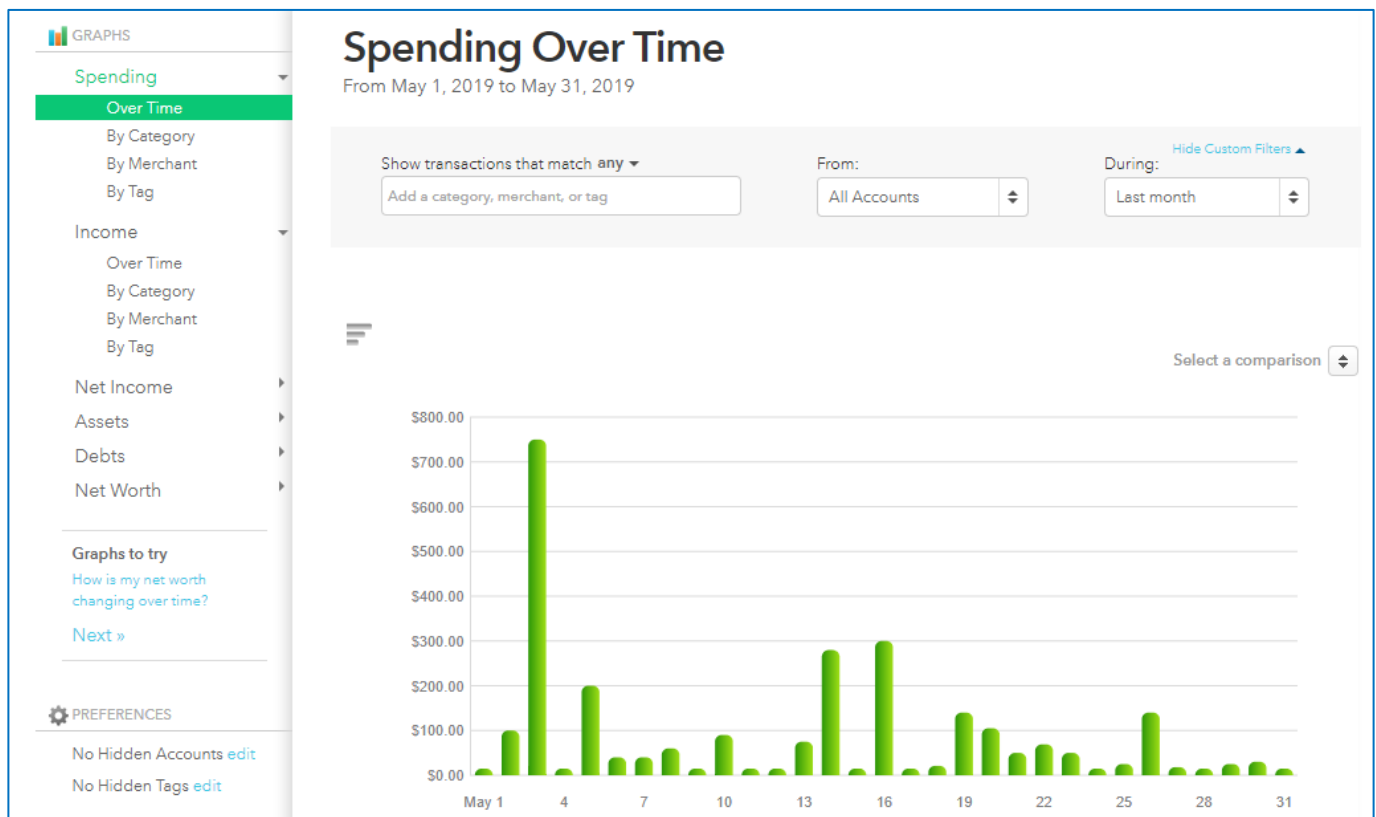 GRAPHS
Spending
Over Time
By Category
By Merchant
By Tag
Income
Over Time
By Category
By Merchant
By Tag
Net Income
Assets
Debts
Net Worth
Graphs to try
How is my net worth
changing over time?
Next »
PREFERENCES
No Hidden Accounts edit
No Hidden Tags edit
Spending Over Time
From May 1, 2019 to May 31, 2019
Hide Custom Filters
Show transactions that match any
From:
During:
Add a category, merchant, or tag
All Accounts
Last month
Select a comparison
$800.00
$700.00
$600.00
$500.00
$400.00
$300.00
$200.00
$100.00
$0.00
May 1 4 7 10 13 16 19 22 25 28 31